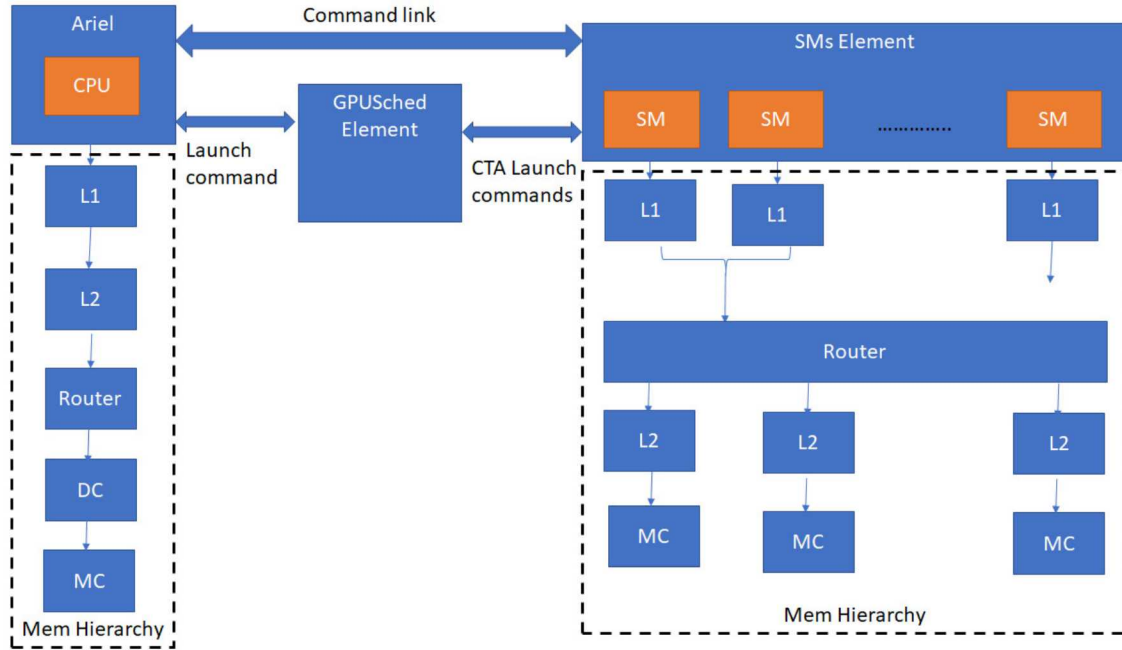 Ariel
CPU
Command link
SMs Element
SM
SM
…………..
SM
GPUSched
Element
Launch
command
CTA Launch
commands
L1
L2
Router
DC
MC
Mem Hierarchy
L1
L1
L1
Router
L2
L2
L2
MC
MC
MC
Mem Hierarchy